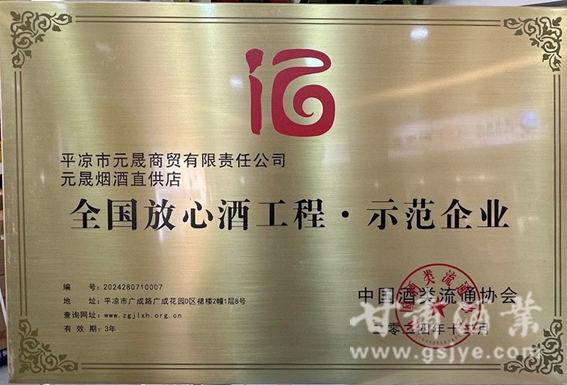 平凉市元晟商贸有限责任公司
元晟烟酒直供店
全国放心酒工程·示范企业
编 号：2024280710007
地 址：平凉市广成路广成花园D区裙楼2幢1层8号
查询网址：www.zgjlxh.org.cn
有 效 期：3年
中国酒类流通协会
甘肃酒业
www.gsjye.com